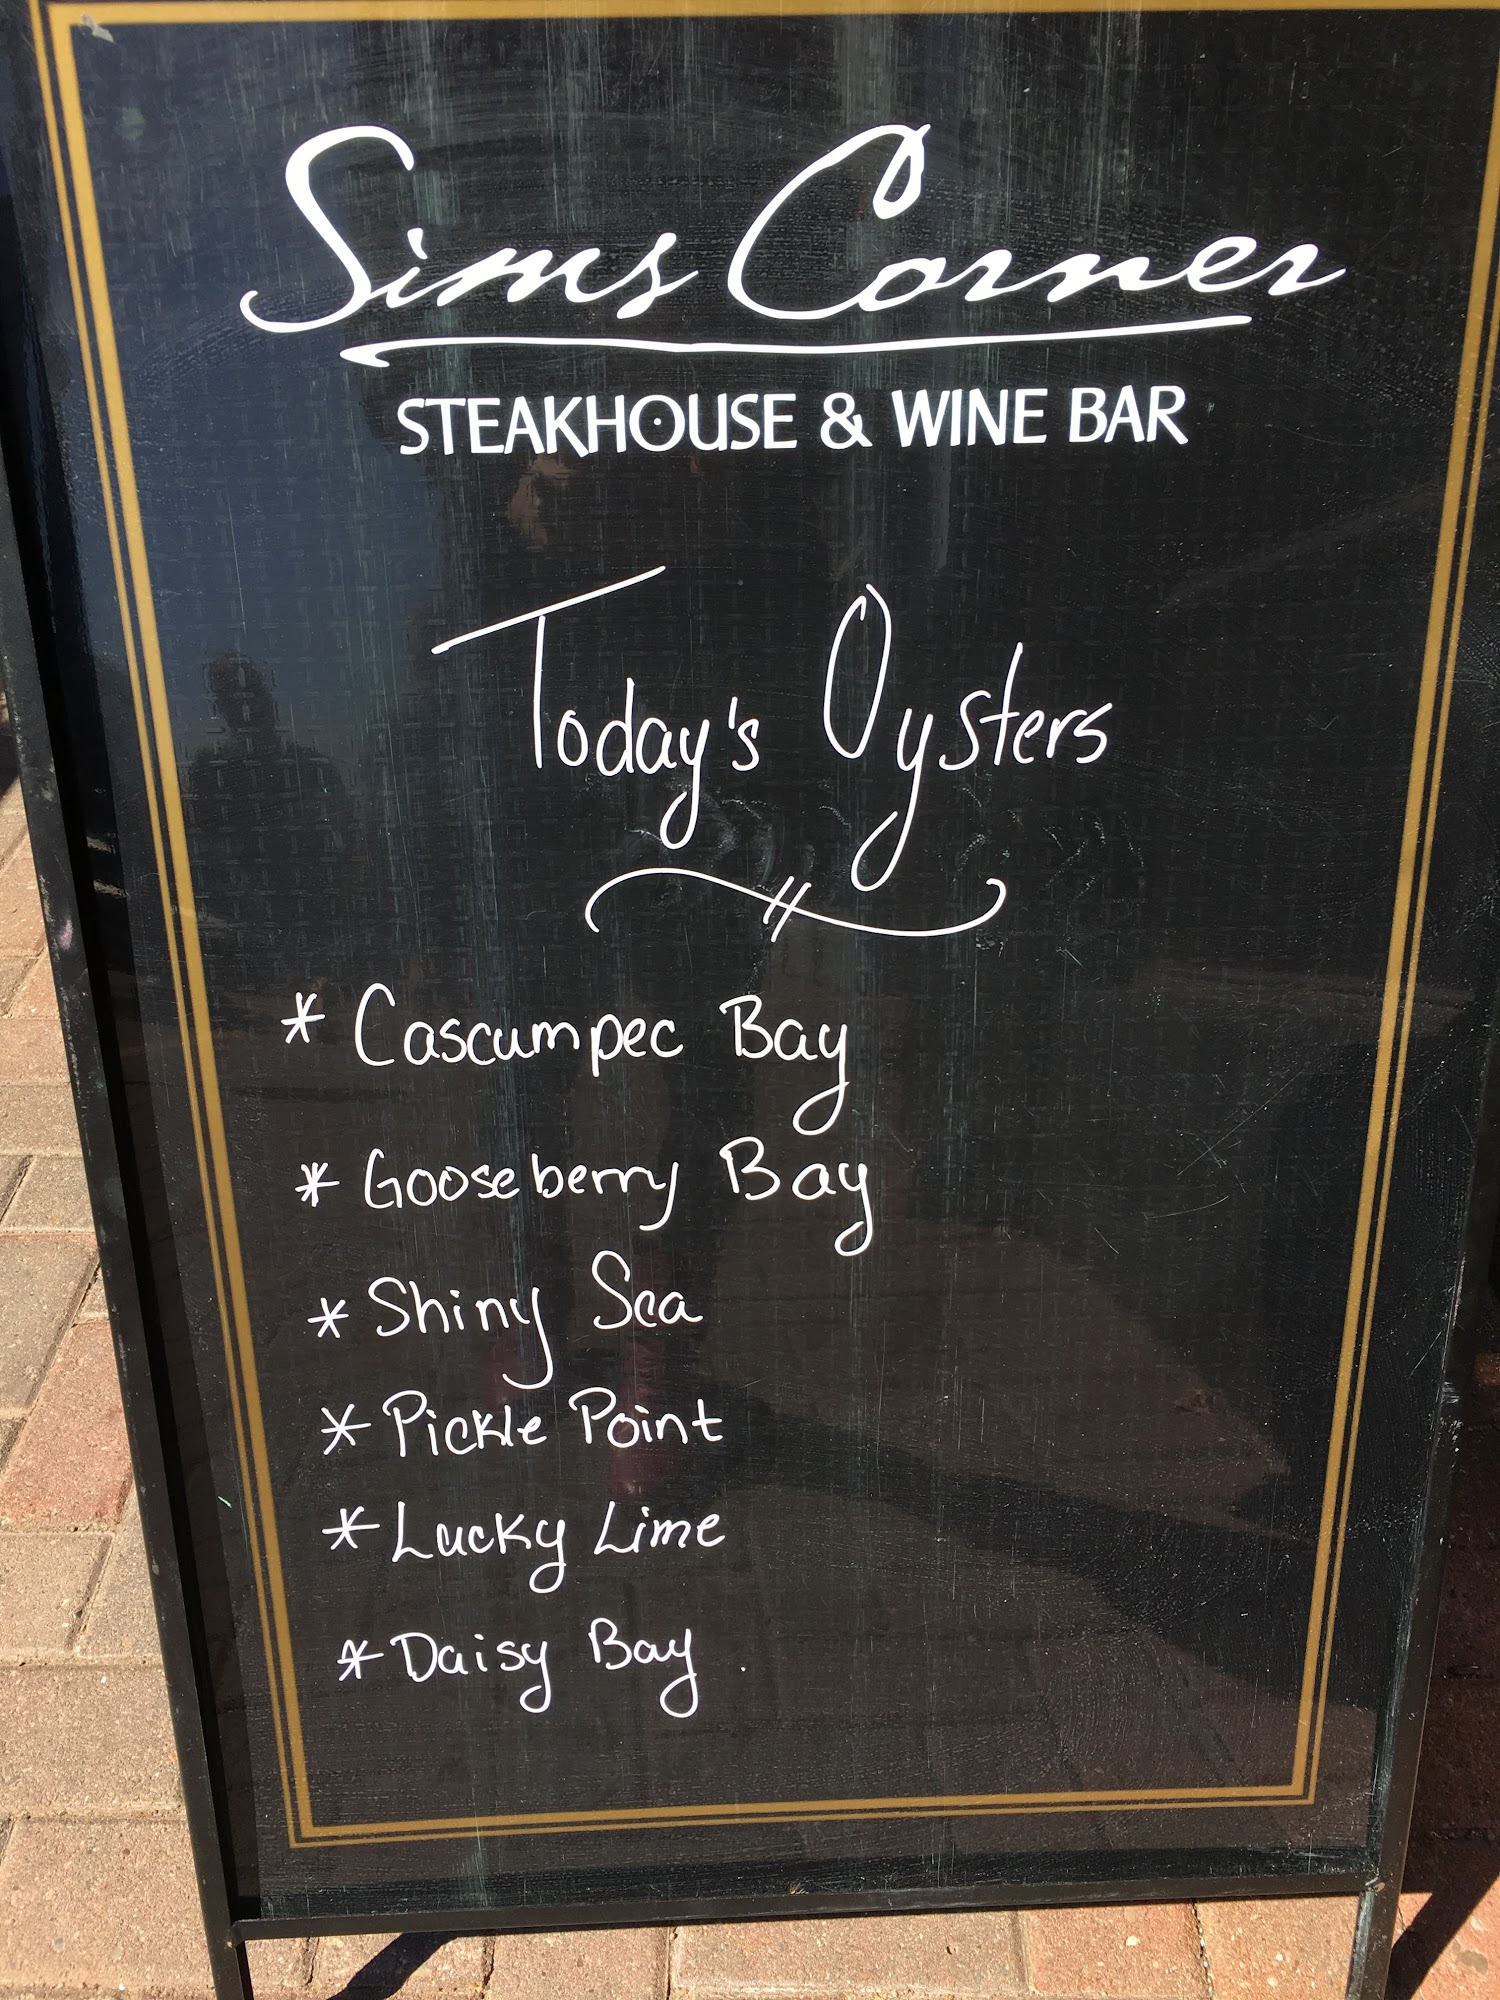 Sims Corner
STEAKHOUSE & WINE BAR
Today's Oysters
* Cascumpec Bay
* Gooseberry Bay
* Shiny Sea
* Pickle Point
* Lucky Lime
* Daisy Bay